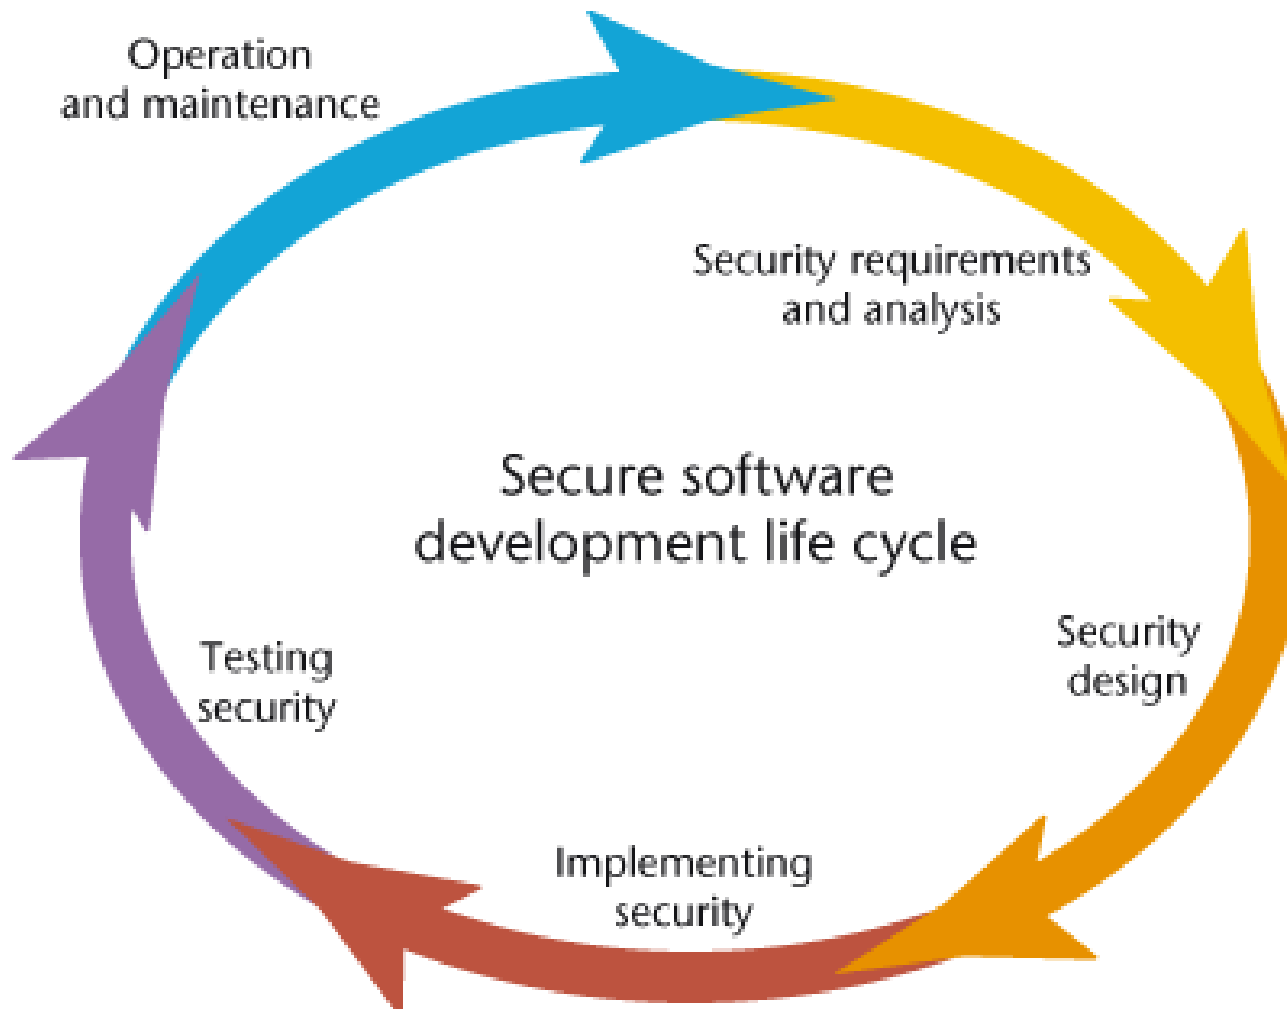 Operation
and maintenance
Security requirements
and analysis
Secure software
development life cycle
Security
design
Testing
security
Implementing
security